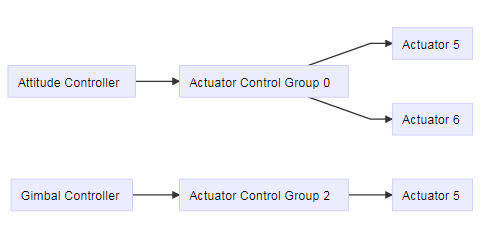 Attitude Controller
Actuator Control Group 0
Actuator 5
Actuator 6
Gimbal Controller
Actuator Control Group 2
Actuator 5